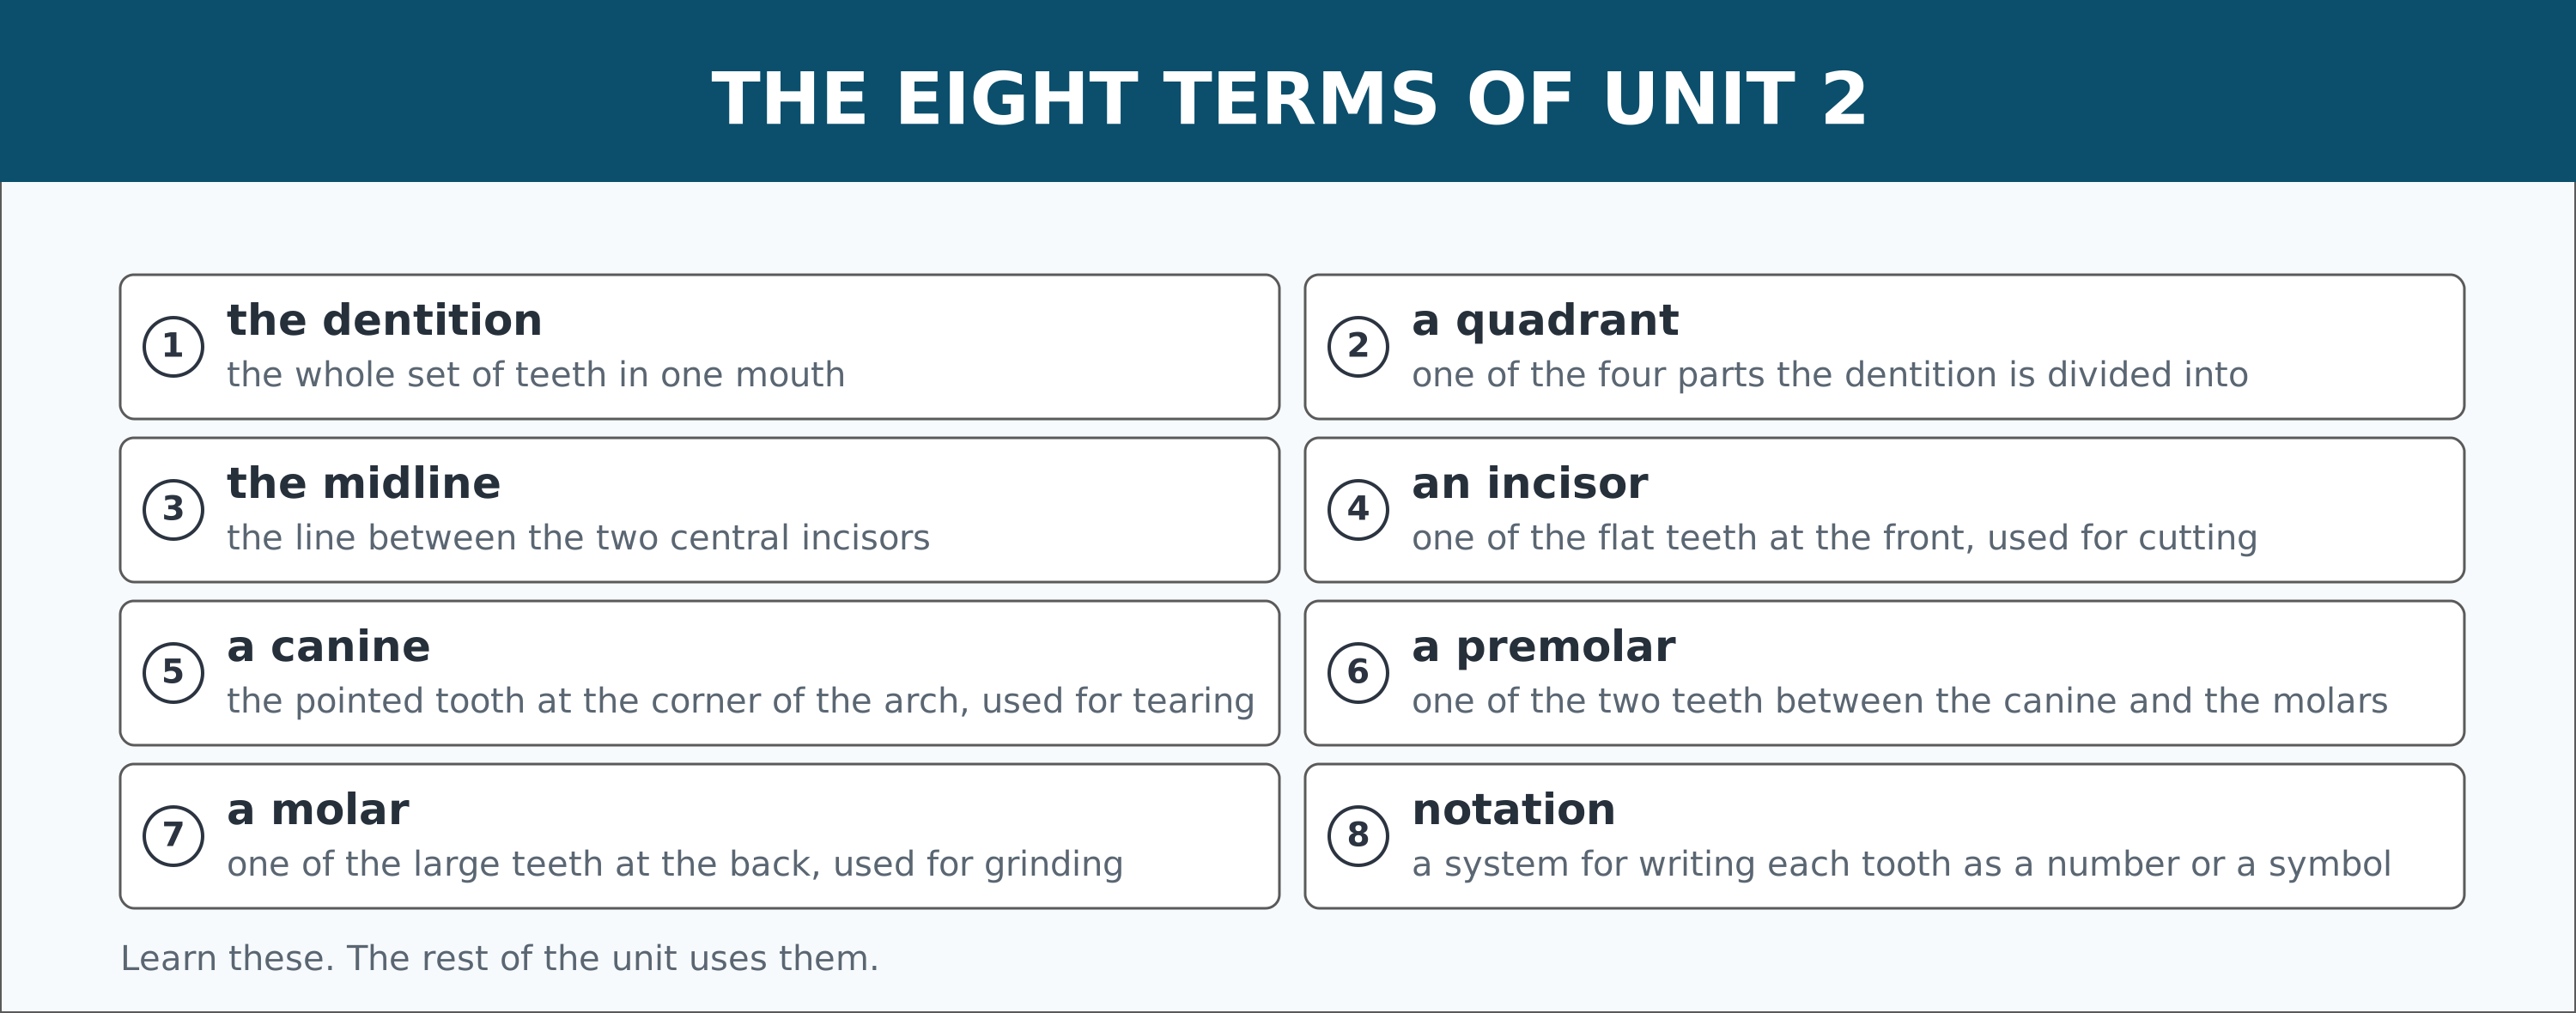 THE EIGHT TERMS OF UNIT 2
1
the dentition
the whole set of teeth in one mouth
2
a quadrant
one of the four parts the dentition is divided into
3
the midline
the line between the two central incisors
4
an incisor
one of the flat teeth at the front, used for cutting
5
a canine
the pointed tooth at the corner of the arch, used for tearing
6
a premolar
one of the two teeth between the canine and the molars
7
a molar
one of the large teeth at the back, used for grinding
8
notation
a system for writing each tooth as a number or a symbol
Learn these. The rest of the unit uses them.